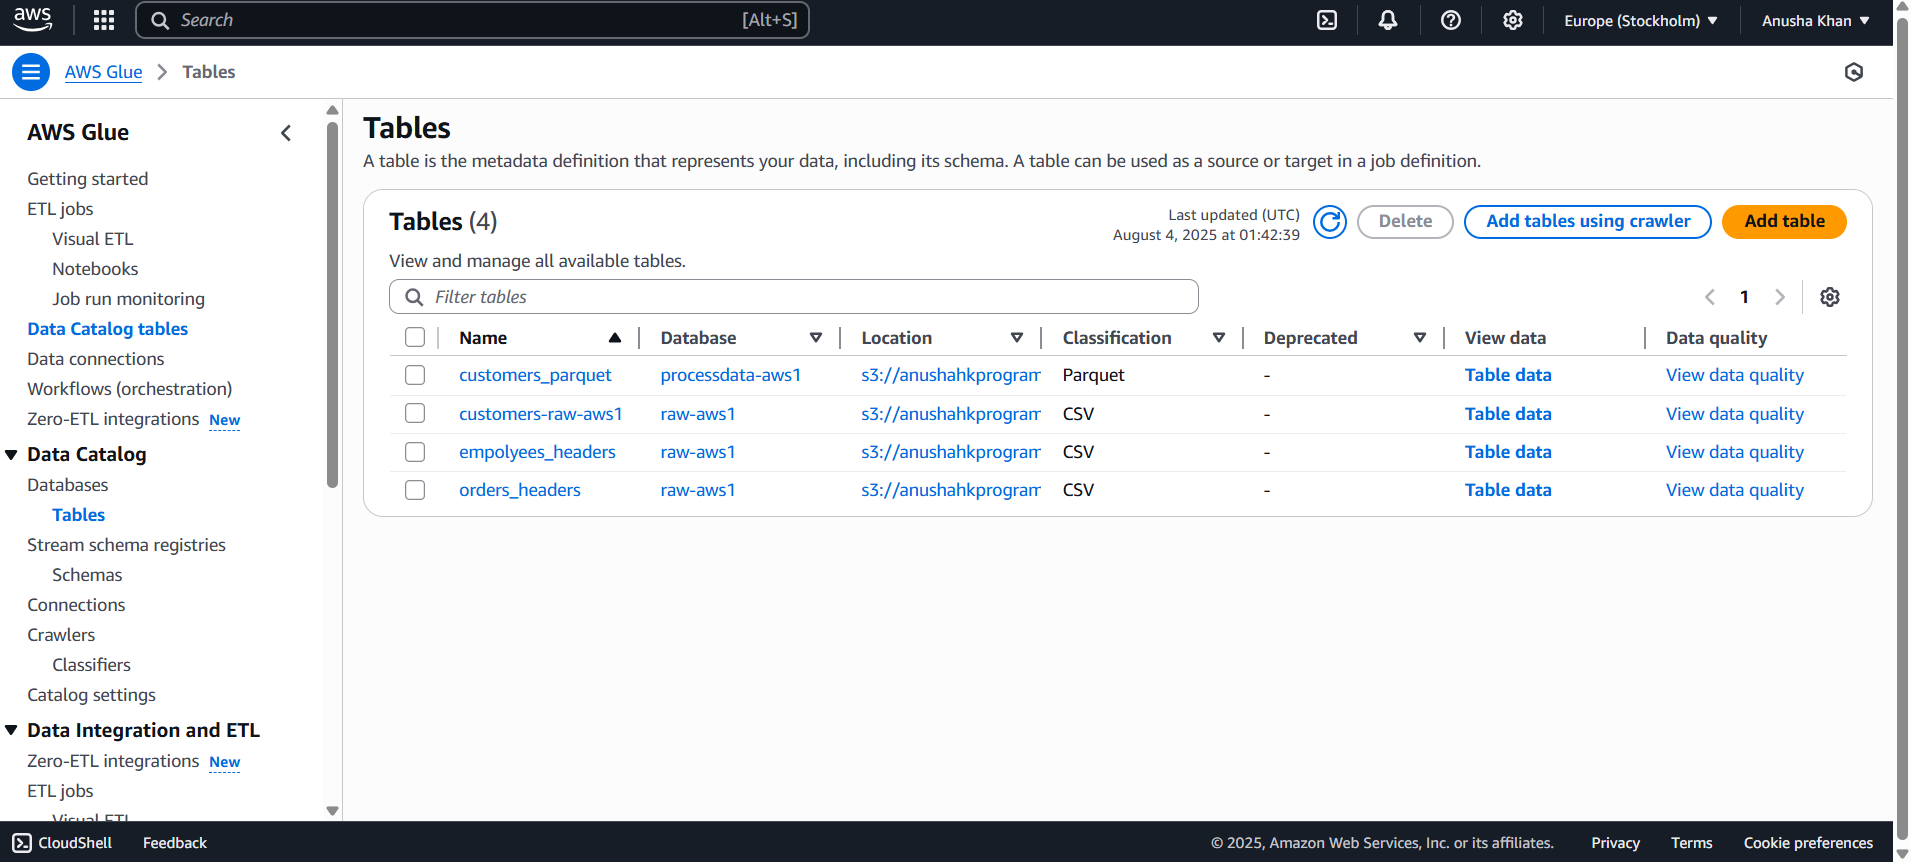 aws
Search [Alt+S]
Europe (Stockholm)
Anusha Khan
AWS Glue
Tables
AWS Glue
Getting started
ETL jobs
Visual ETL
Notebooks
Job run monitoring
Data Catalog tables
Data connections
Workflows (orchestration)
Zero-ETL integrations New
Data Catalog
Databases
Tables
Stream schema registries
Schemas
Connections
Crawlers
Classifiers
Catalog settings
Data Integration and ETL
Zero-ETL integrations New
ETL jobs
Visual ETL
Tables
A table is the metadata definition that represents your data, including its schema. A table can be used as a source or target in a job definition.
Tables (4)
Last updated (UTC)
August 4, 2025 at 01:42:39
Delete
Add tables using crawler
Add table
View and manage all available tables.
Filter tables
1
Name Database Location Classification Deprecated View data Data quality
customers_parquet processdata-aws1 s3://anushahkprogram Parquet - Table data View data quality
customers-raw-aws1 raw-aws1 s3://anushahkprogram CSV - Table data View data quality
empolyees_headers raw-aws1 s3://anushahkprogram CSV - Table data View data quality
orders_headers raw-aws1 s3://anushahkprogram CSV - Table data View data quality
CloudShell Feedback © 2025, Amazon Web Services, Inc. or its affiliates. Privacy Terms Cookie preferences